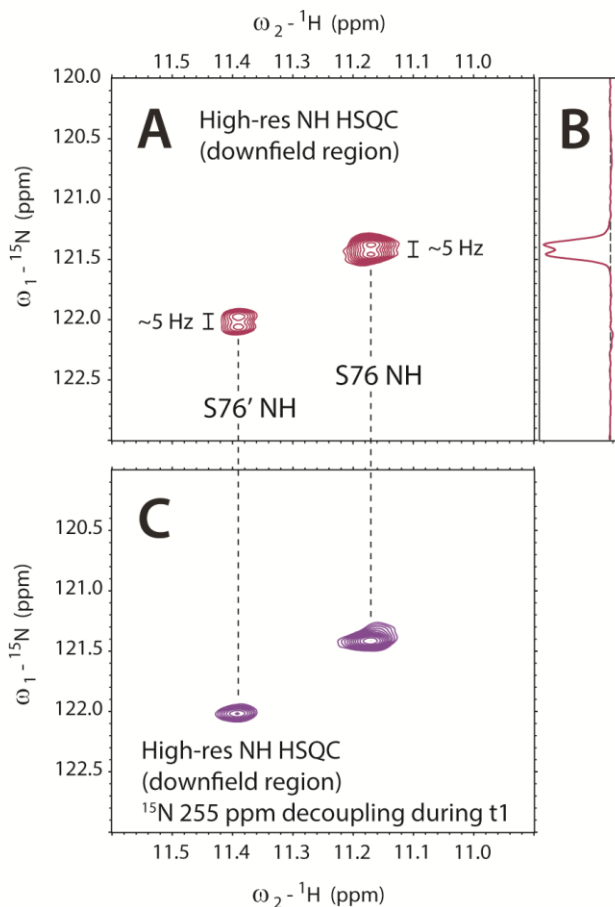 ω2 - 1H (ppm)
11.5 11.4 11.3 11.2 11.1 11.0
A
High-res NH HSQC
(downfield region)
B
120.0
120.5
121.0
121.5
122.0
122.5
ω1 - 15N (ppm)
~5 Hz
~5 Hz
S76 NH
S76’ NH
C
120.5
121.0
121.5
122.0
122.5
ω1 - 15N (ppm)
High-res NH HSQC
(downfield region)
15N 255 ppm decoupling during t1
11.5 11.4 11.3 11.2 11.1 11.0
ω2 - 1H (ppm)